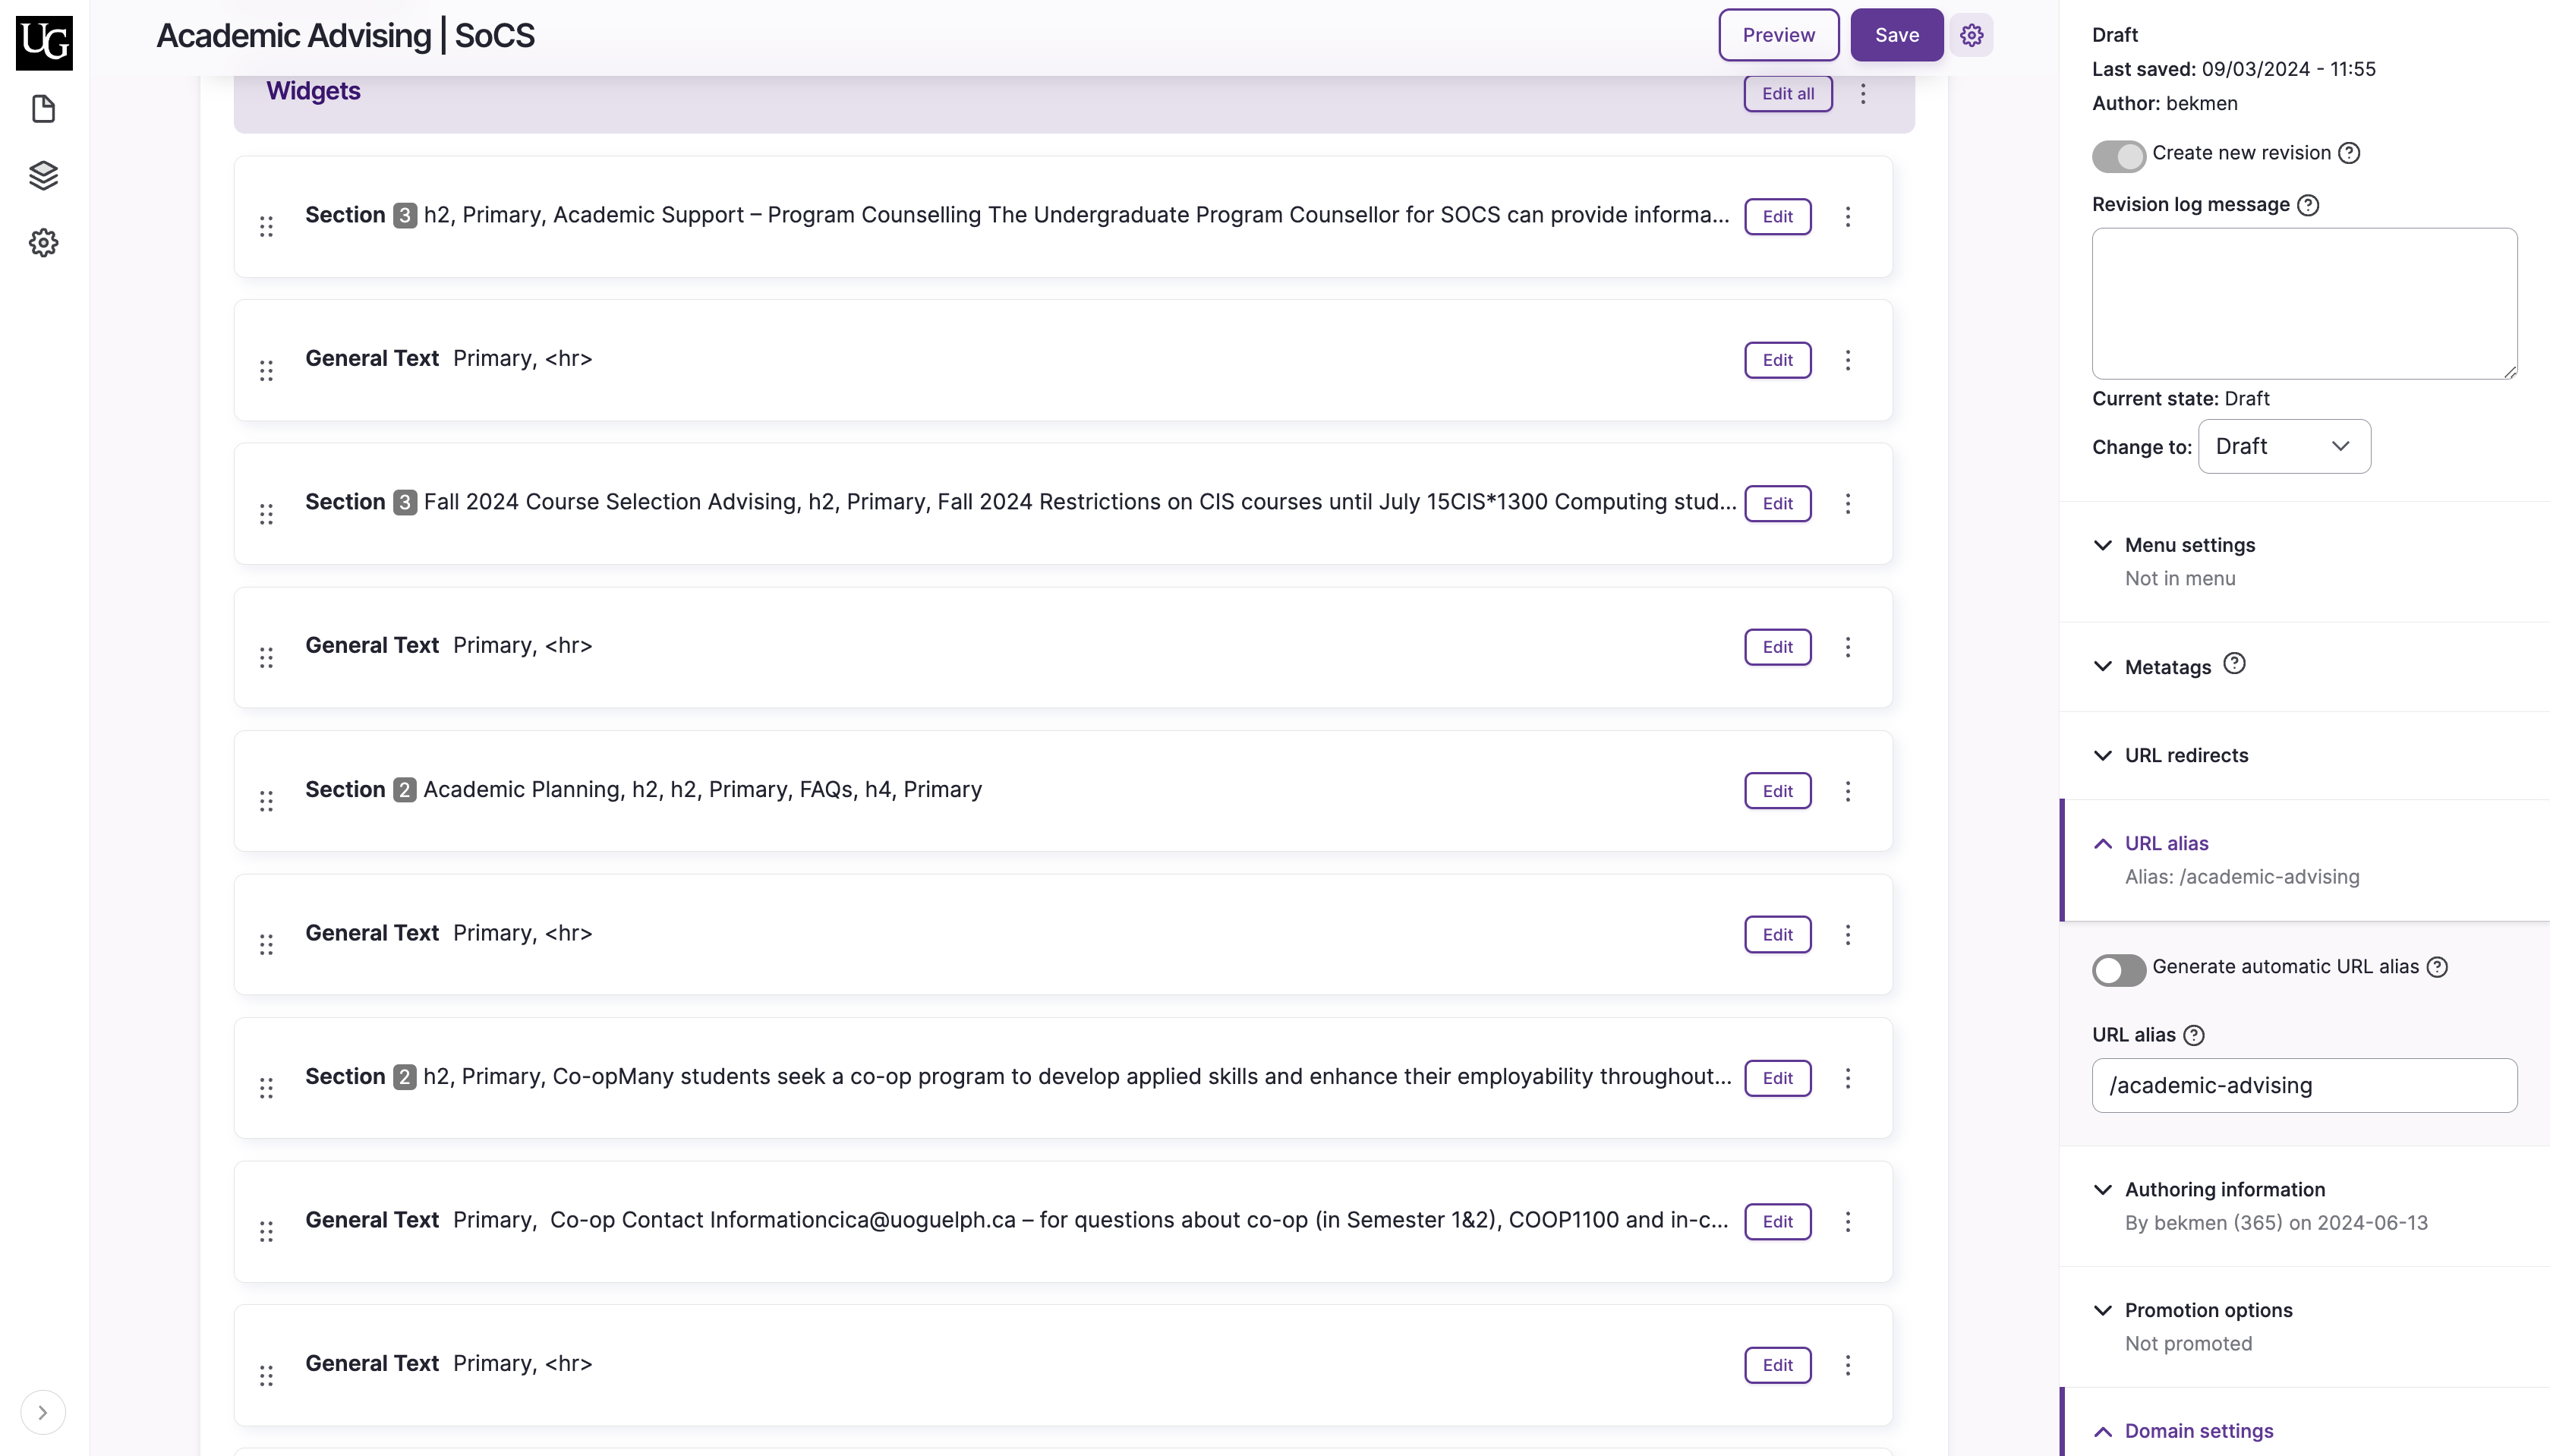 UG
Academic Advising | SoCS
Preview
Save
Widgets
Edit all
Section 3 h2, Primary, Academic Support – Program Counselling The Undergraduate Program Counsellor for SOCS can provide informa...
Edit
General Text Primary, <hr>
Edit
Section 3 Fall 2024 Course Selection Advising, h2, Primary, Fall 2024 Restrictions on CIS courses until July 15CIS*1300 Computing stud...
Edit
General Text Primary, <hr>
Edit
Section 2 Academic Planning, h2, h2, Primary, FAQs, h4, Primary
Edit
General Text Primary, <hr>
Edit
Section 2 h2, Primary, Co-opMany students seek a co-op program to develop applied skills and enhance their employability throughout...
Edit
General Text Primary, Co-op Contact Informationcica@uoguelph.ca – for questions about co-op (in Semester 1&2), COOP1100 and in-c...
Edit
General Text Primary, <hr>
Edit
Draft
Last saved: 09/03/2024 - 11:55
Author: bekmen
Create new revision
Revision log message
Current state: Draft
Change to: Draft
Menu settings
Not in menu
Metatags
URL redirects
URL alias
Alias: /academic-advising
Generate automatic URL alias
URL alias
/academic-advising
Authoring information
By bekmen (365) on 2024-06-13
Promotion options
Not promoted
Domain settings